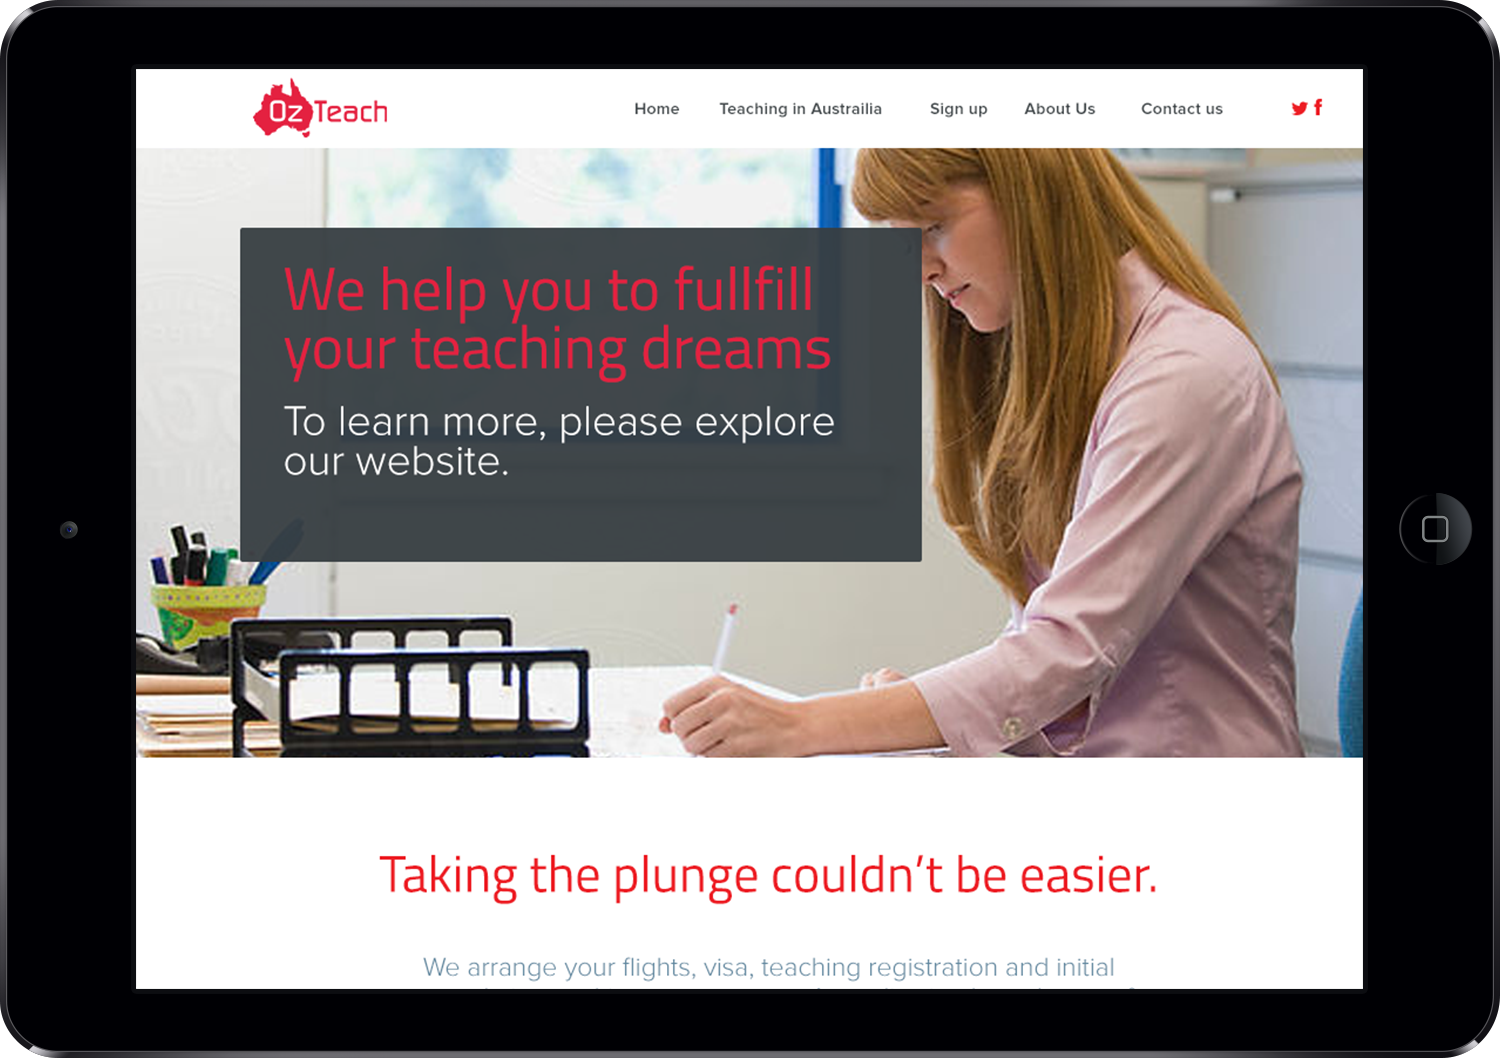 Oz Teach
Home Teaching in Austrailia Sign up About Us Contact us
We help you to fullfill
your teaching dreams
To learn more, please explore
our website.
Taking the plunge couldn't be easier.
We arrange your flights, visa, teaching registration and initial